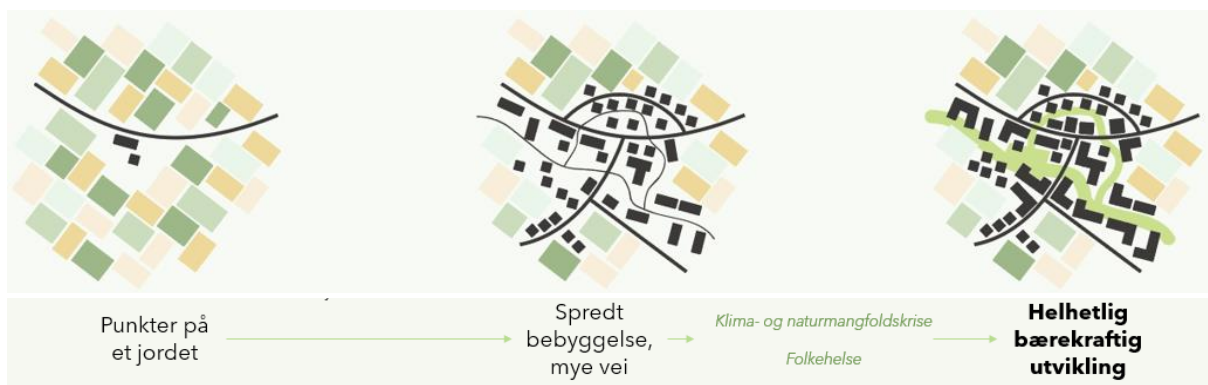 Punkter på
et jordet
Spredt
bebyggelse,
mye vei
Klima- og naturmangfoldskrise
Folkehelse
Helhetlig
bærekraftig
utvikling